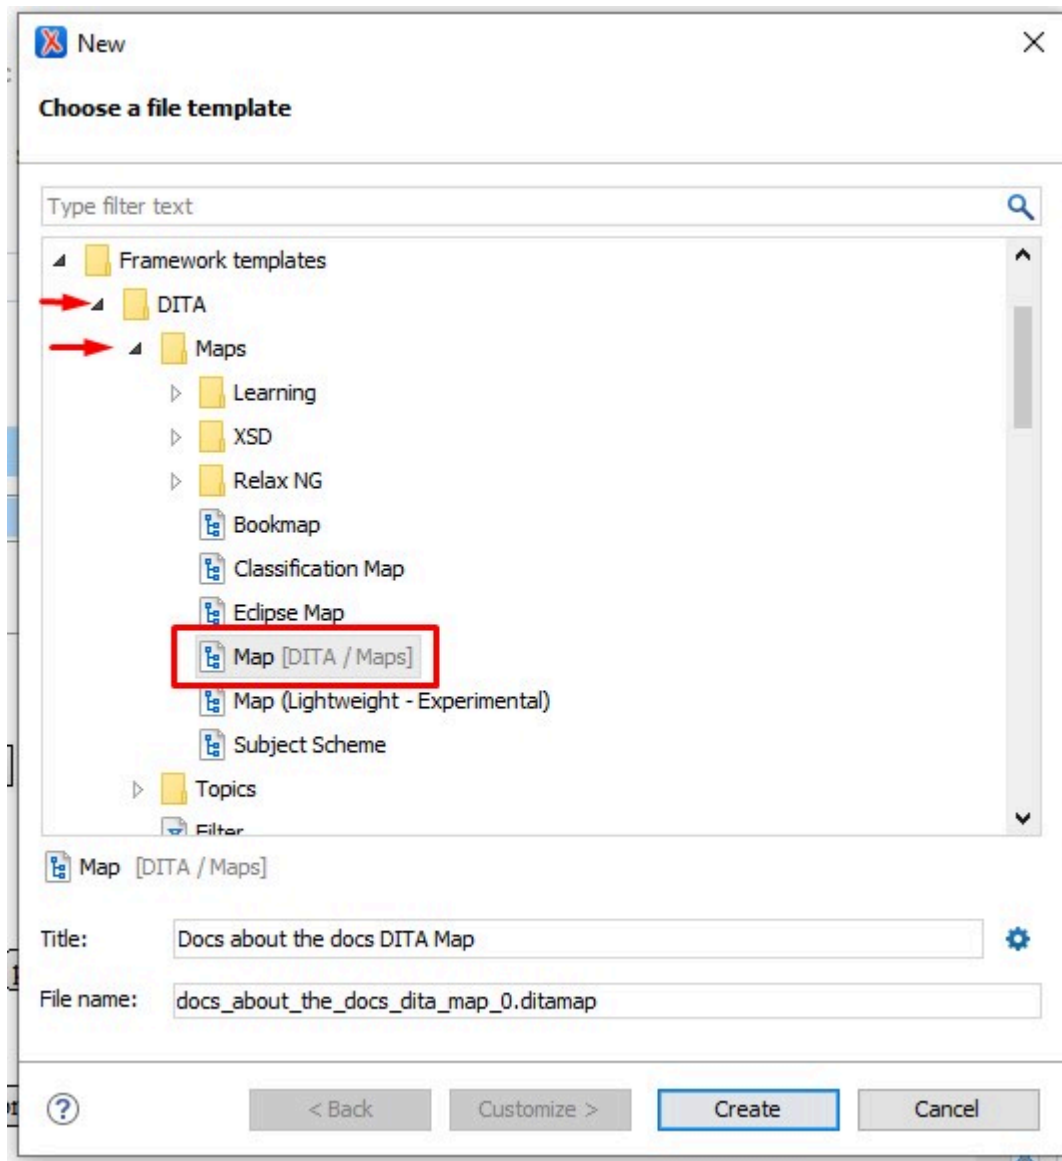 New
Choose a file template
Type filter text
Framework templates
DITA
Maps
Learning
XSD
Relax NG
Bookmap
Classification Map
Eclipse Map
Map [DITA / Maps]
Map (Lightweight - Experimental)
Subject Scheme
Topics
Filter
Map [DITA / Maps]
Title: Docs about the docs DITA Map
File name: docs_about_the_docs_dita_map_0.ditamap
? < Back Customize > Create Cancel